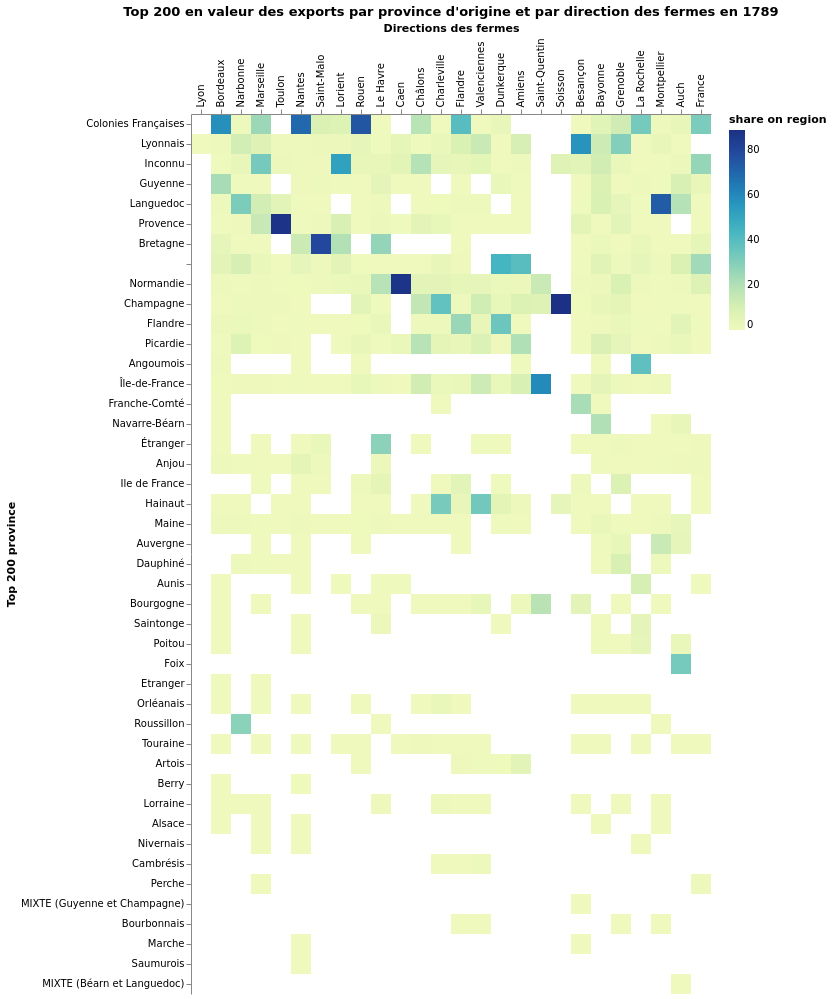 Top 200 en valeur des exports par province d'origine et par direction des fermes en 1789
Directions des fermes
Lyon
Bordeaux
Narbonne
Marseille
Toulon
Nantes
Saint-Malo
Lorient
Rouen
Le Havre
Caen
Châlons
Charleville
Flandre
Valenciennes
Dunkerque
Amiens
Saint-Quentin
Soisson
Besançon
Bayonne
Grenoble
La Rochelle
Montpellier
Auch
France
share on region
80
60
40
20
0
Top 200 province
Colonies Françaises
Lyonnais
Inconnu
Guyenne
Languedoc
Provence
Bretagne
Normandie
Champagne
Flandre
Picardie
Angoumois
Île-de-France
Franche-Comté
Navarre-Béarn
Étranger
Anjou
Ile de France
Hainaut
Maine
Auvergne
Dauphiné
Aunis
Bourgogne
Saintonge
Poitou
Foix
Etranger
Orléanais
Roussillon
Touraine
Artois
Berry
Lorraine
Alsace
Nivernais
Cambrésis
Perche
MIXTE (Guyenne et Champagne)
Bourbonnais
Marche
Saumurois
MIXTE (Béarn et Languedoc)